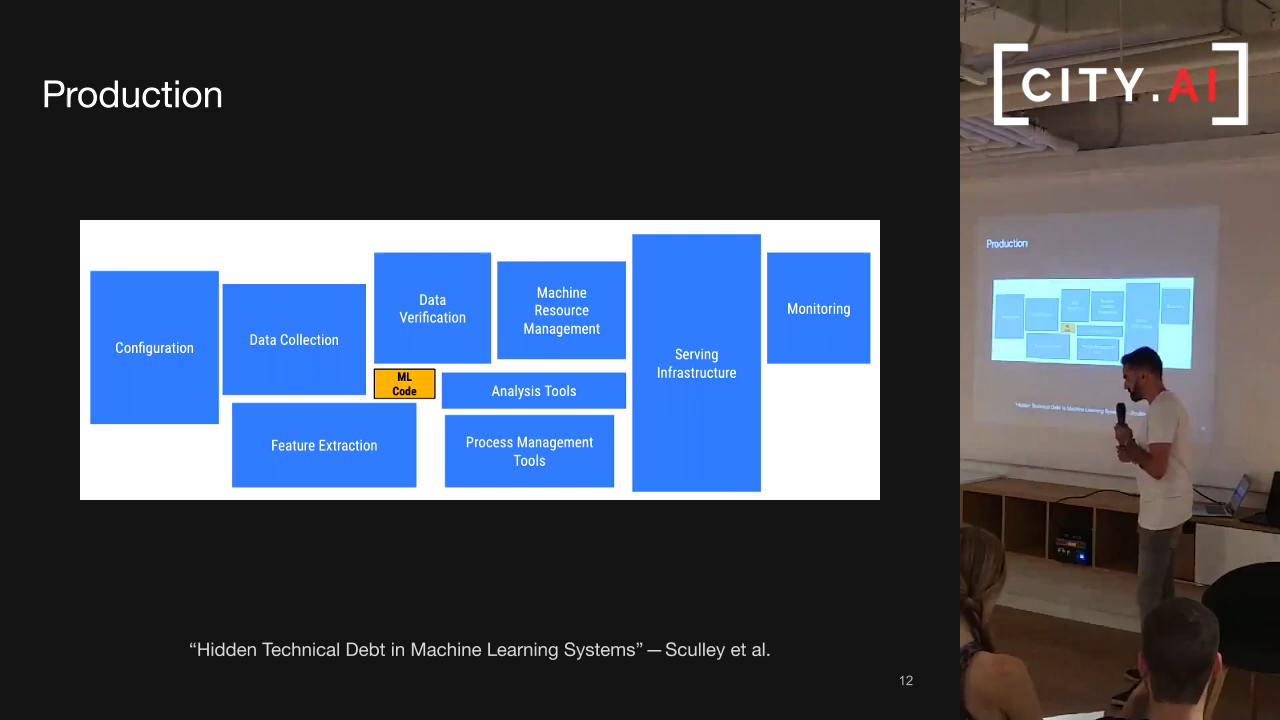 Production
[CITY.AI]
Configuration
Data Collection
Data
Verification
Machine
Resource
Management
Serving
Infrastructure
Monitoring
ML
Code
Analysis Tools
Feature Extraction
Process Management
Tools
“Hidden Technical Debt in Machine Learning Systems” — Sculley et al.
12
Production